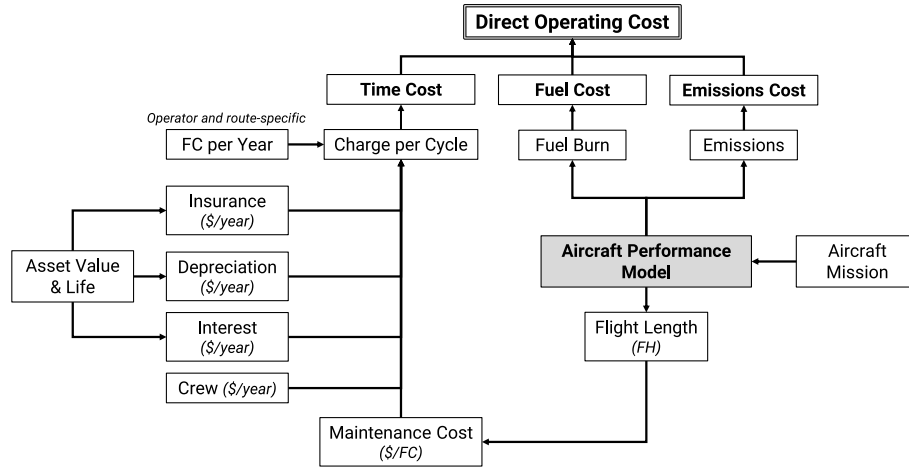 Direct Operating Cost
Time Cost
Fuel Cost
Emissions Cost
Operator and route-specific
FC per Year
Charge per Cycle
Fuel Burn
Emissions
Insurance
($/year)
Asset Value
& Life
Depreciation
($/year)
Aircraft Performance
Model
Aircraft
Mission
Interest
($/year)
Flight Length
(FH)
Crew ($/year)
Maintenance Cost
($/FC)